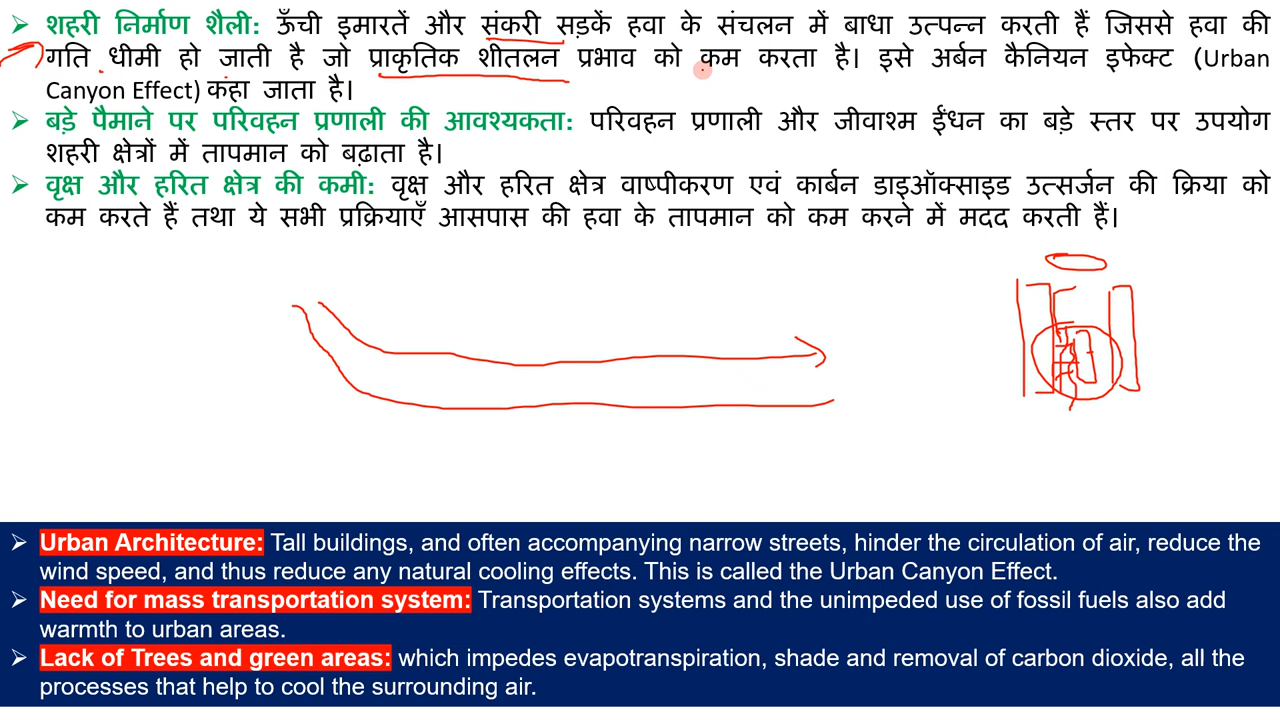 ➢ शहरी निर्माण शैली: ऊँची इमारतें और संकरी सड़कें हवा के संचलन में बाधा उत्पन्न करती हैं जिससे हवा की
गति धीमी हो जाती है जो प्राकृतिक शीतलन प्रभाव को कम करता है। इसे अर्बन कैनियन इफेक्ट (Urban
Canyon Effect) कहा जाता है।
➢ बड़े पैमाने पर परिवहन प्रणाली की आवश्यकता: परिवहन प्रणाली और जीवाश्म ईंधन का बड़े स्तर पर उपयोग
शहरी क्षेत्रों में तापमान को बढ़ाता है।
➢ वृक्ष और हरित क्षेत्र की कमी: वृक्ष और हरित क्षेत्र वाष्पीकरण एवं कार्बन डाइऑक्साइड उत्सर्जन की क्रिया को
कम करते हैं तथा ये सभी प्रक्रियाएँ आसपास की हवा के तापमान को कम करने में मदद करती हैं।
➢ Urban Architecture: Tall buildings, and often accompanying narrow streets, hinder the circulation of air, reduce the
wind speed, and thus reduce any natural cooling effects. This is called the Urban Canyon Effect.
➢ Need for mass transportation system: Transportation systems and the unimpeded use of fossil fuels also add
warmth to urban areas.
➢ Lack of Trees and green areas: which impedes evapotranspiration, shade and removal of carbon dioxide, all the
processes that help to cool the surrounding air.